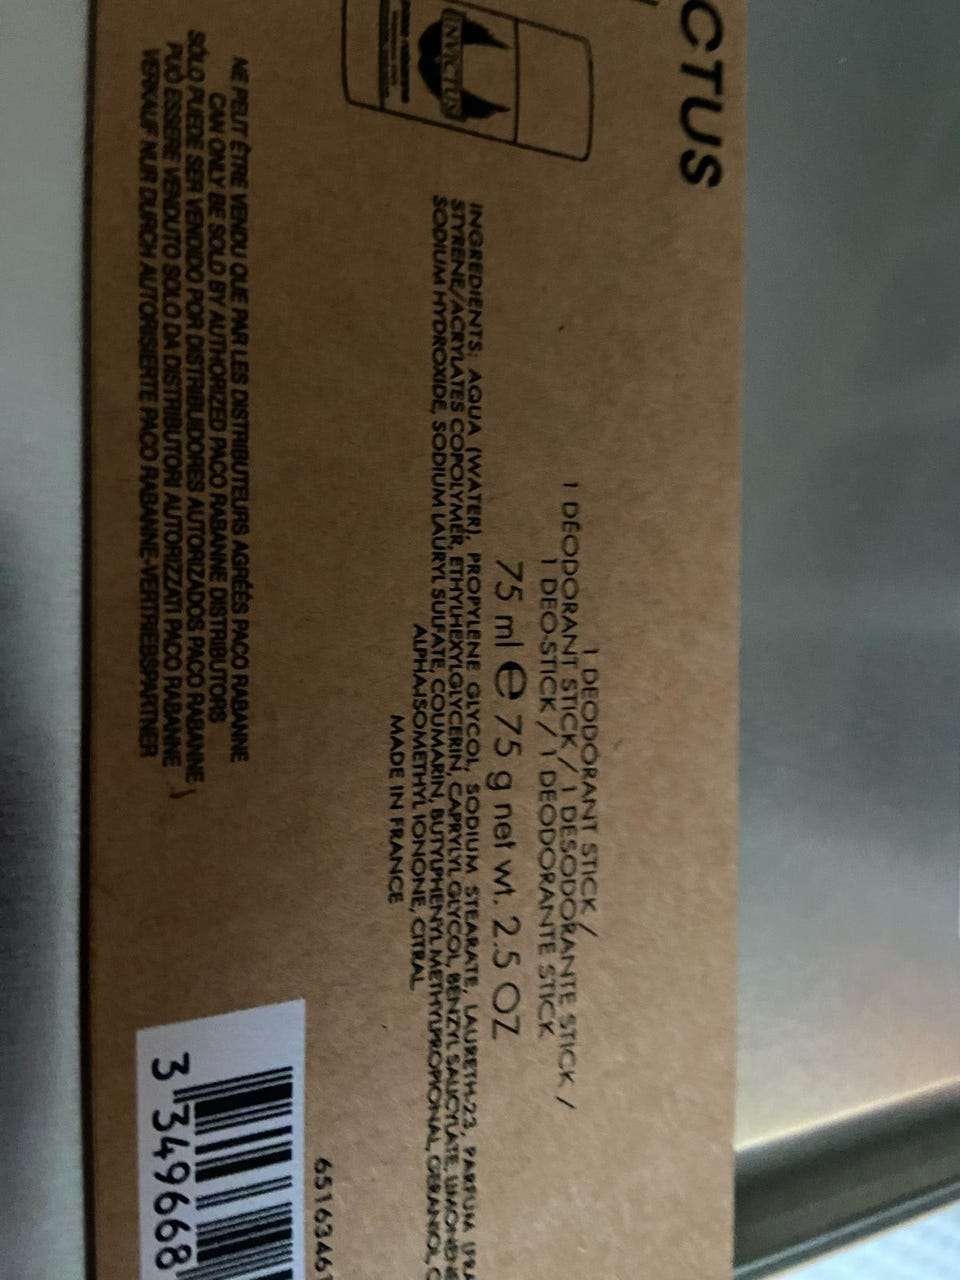 CTUS
INVICTUS
1 DEODORANT STICK /
1 DÉODORANT STICK / 1 DESODORANTE STICK /
1 DEO-STICK / 1 DEODORANTE STICK
75 ml e 75 g net wt. 2.5 OZ
INGREDIENTS: AQUA (WATER), PROPYLENE GLYCOL, SODIUM STEARATE, LAURETH-23, PARFUM (FRA
STYRENE/ACRYLATES COPOLYMER, ETHYLHEXYLGLYCERIN, CAPRYLYL GLYCOL, BENZYL SALICYLATE, LIMONENE
SODIUM HYDROXIDE, SODIUM LAURYL SULFATE, COUMARIN, BUTYLPHENYL METHYLPROPIONAL, GERANIOL, C
ALPHA-ISOMETHYL IONONE, CITRAL
MADE IN FRANCE
NE PEUT ÊTRE VENDU QUE PAR LES DISTRIBUTEURS AGRÉÉS PACO RABANNE
CAN ONLY BE SOLD BY AUTHORIZED PACO RABANNE DISTRIBUTORS
SÓLO PUEDE SER VENDIDO POR DISTRIBUIDORES AUTORIZADOS PACO RABANNE
PUÒ ESSERE VENDUTO SOLO DA DISTRIBUTORI AUTORIZZATI PACO RABANNE
VERKAUF NUR DURCH AUTORISIERTE PACO RABANNE-VERTRIEBSPARTNER
65163461
3 349668